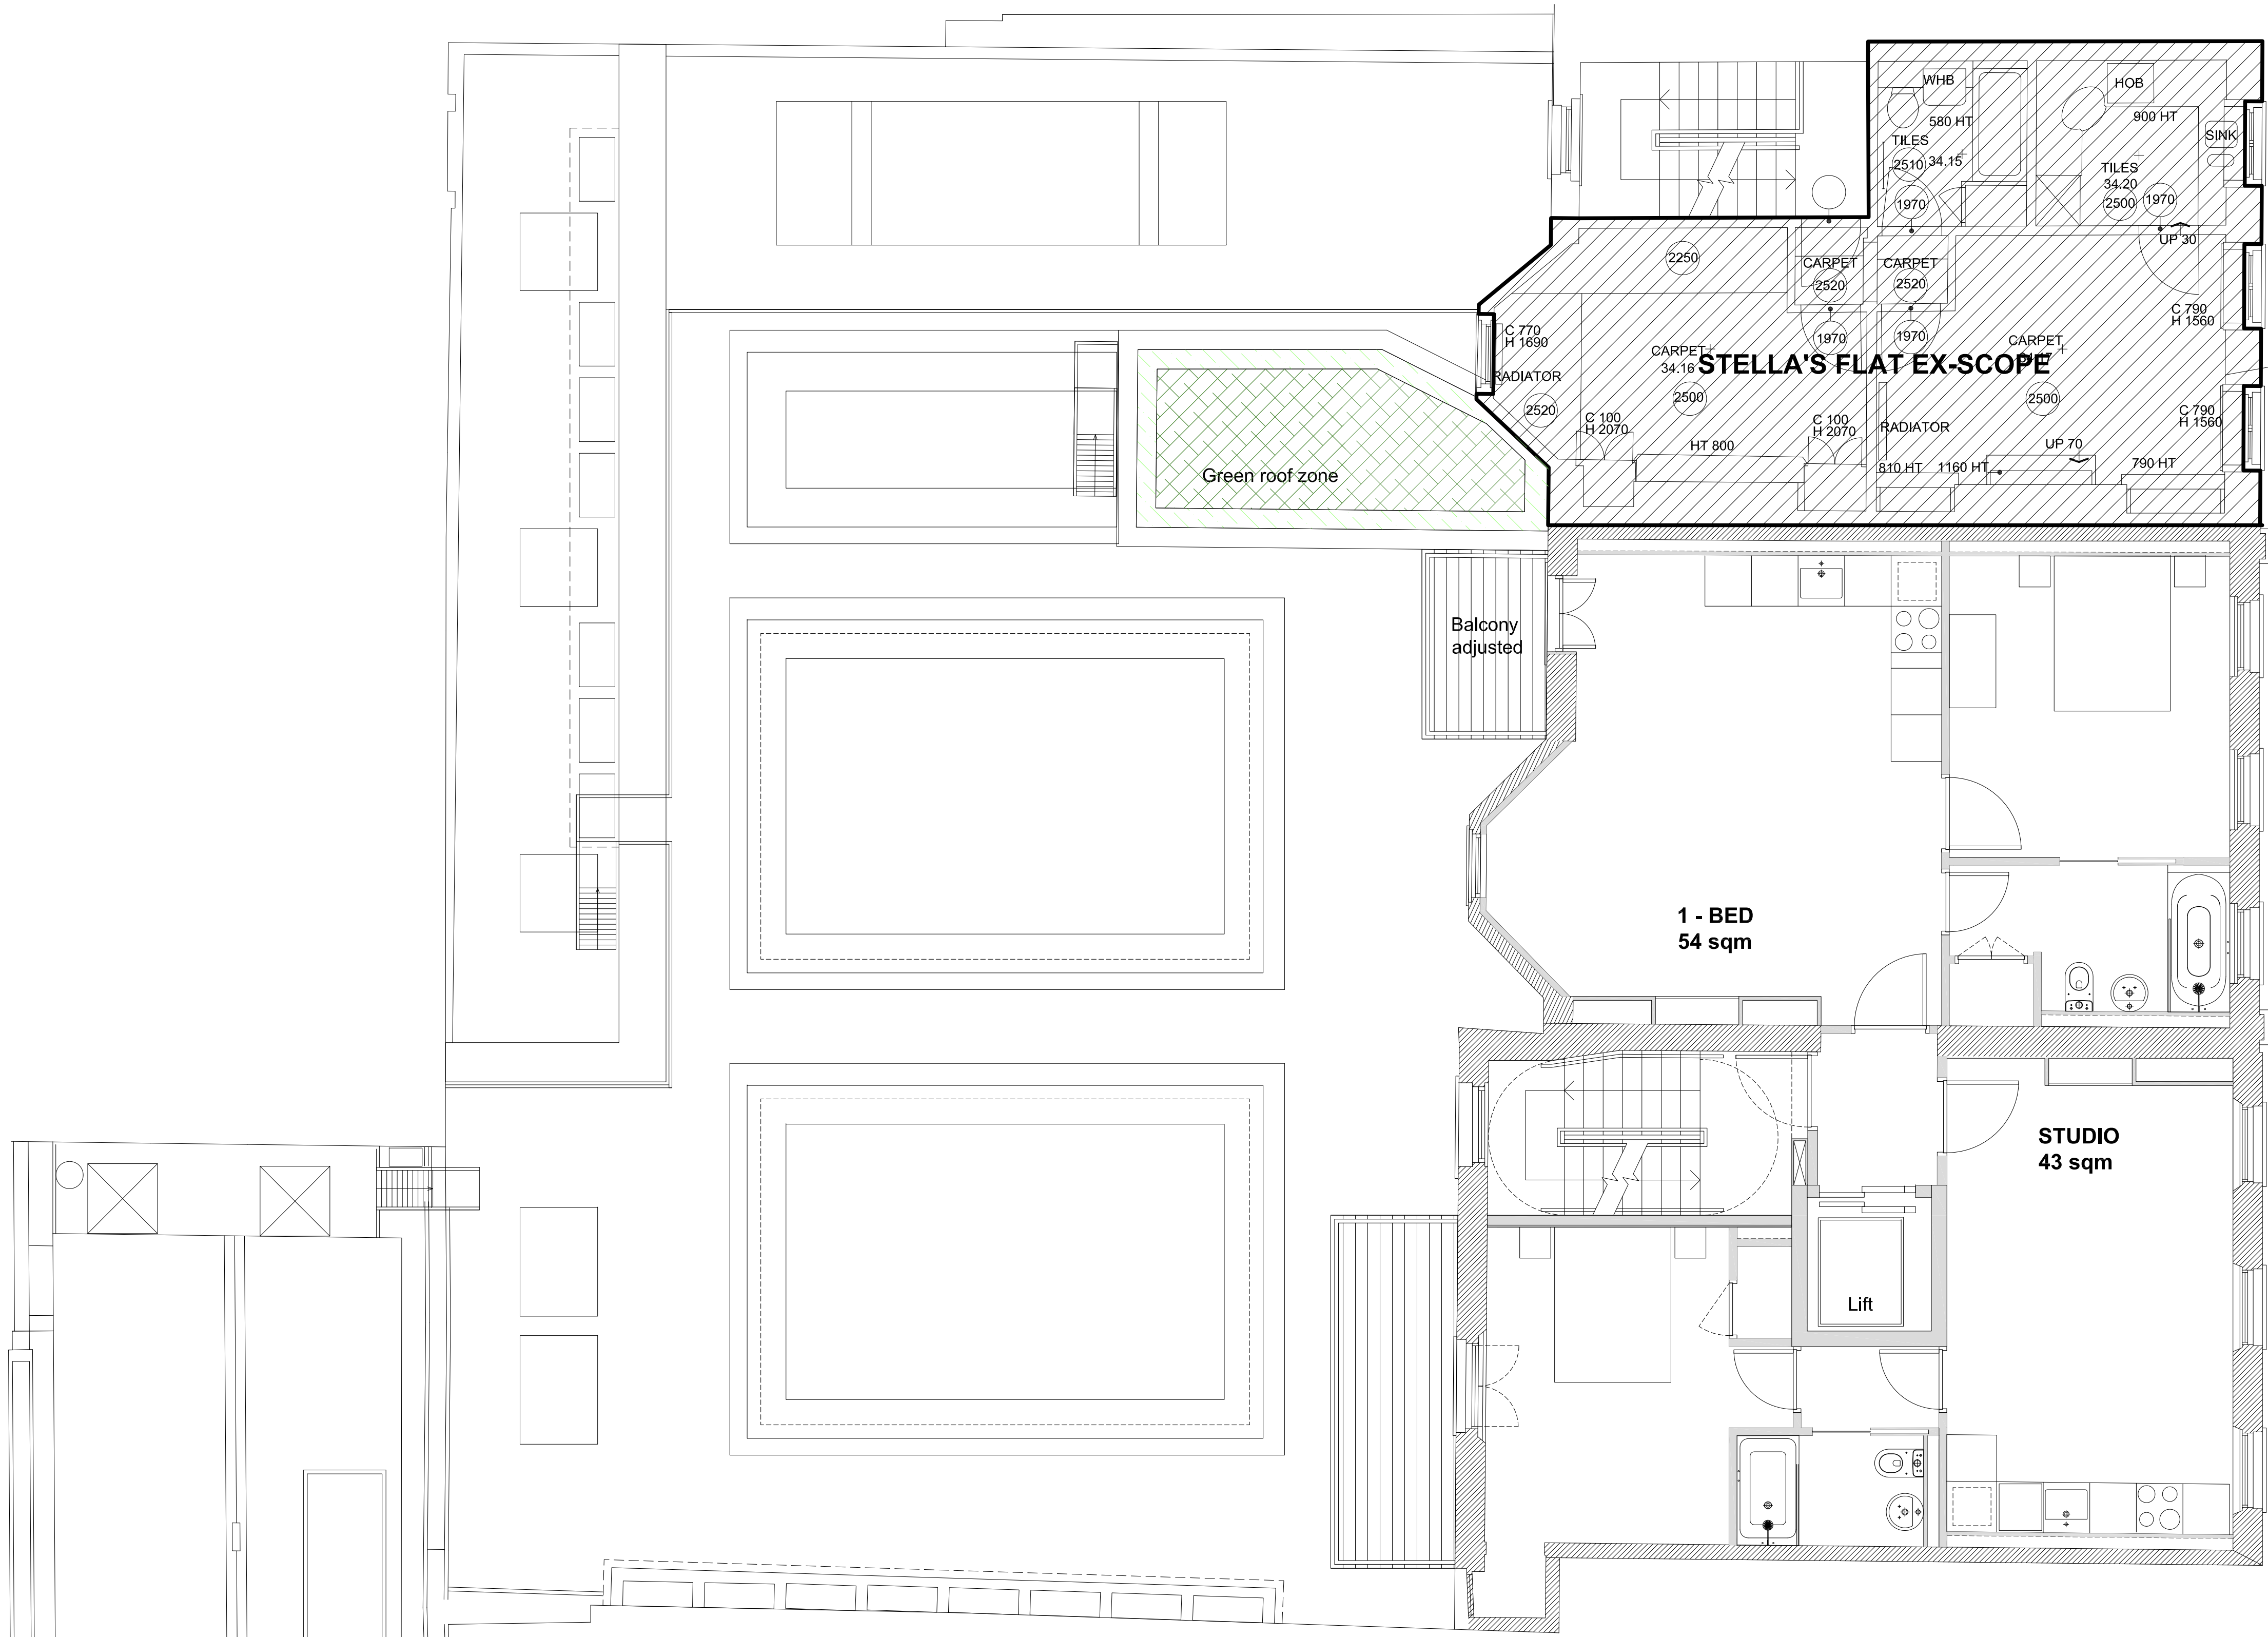 WHB
HOB
580 HT
900 HT
SINK
TILES
2510
34.15
TILES
34.20
2500
1970
1970
UP 30
2250
CARPET
2520
CARPET
2520
C 770
H 1690
C 790
H 1560
1970
1970
CARPET
34.16
CARPET
STELLA'S FLAT EX-SCOPE
RADIATOR
2520
2500
2500
C 100
H 2070
C 100
H 2070
RADIATOR
C 790
H 1560
HT 800
UP 70
810 HT
1160 HT
790 HT
Green roof zone
Balcony
adjusted
1 - BED
54 sqm
STUDIO
43 sqm
Lift